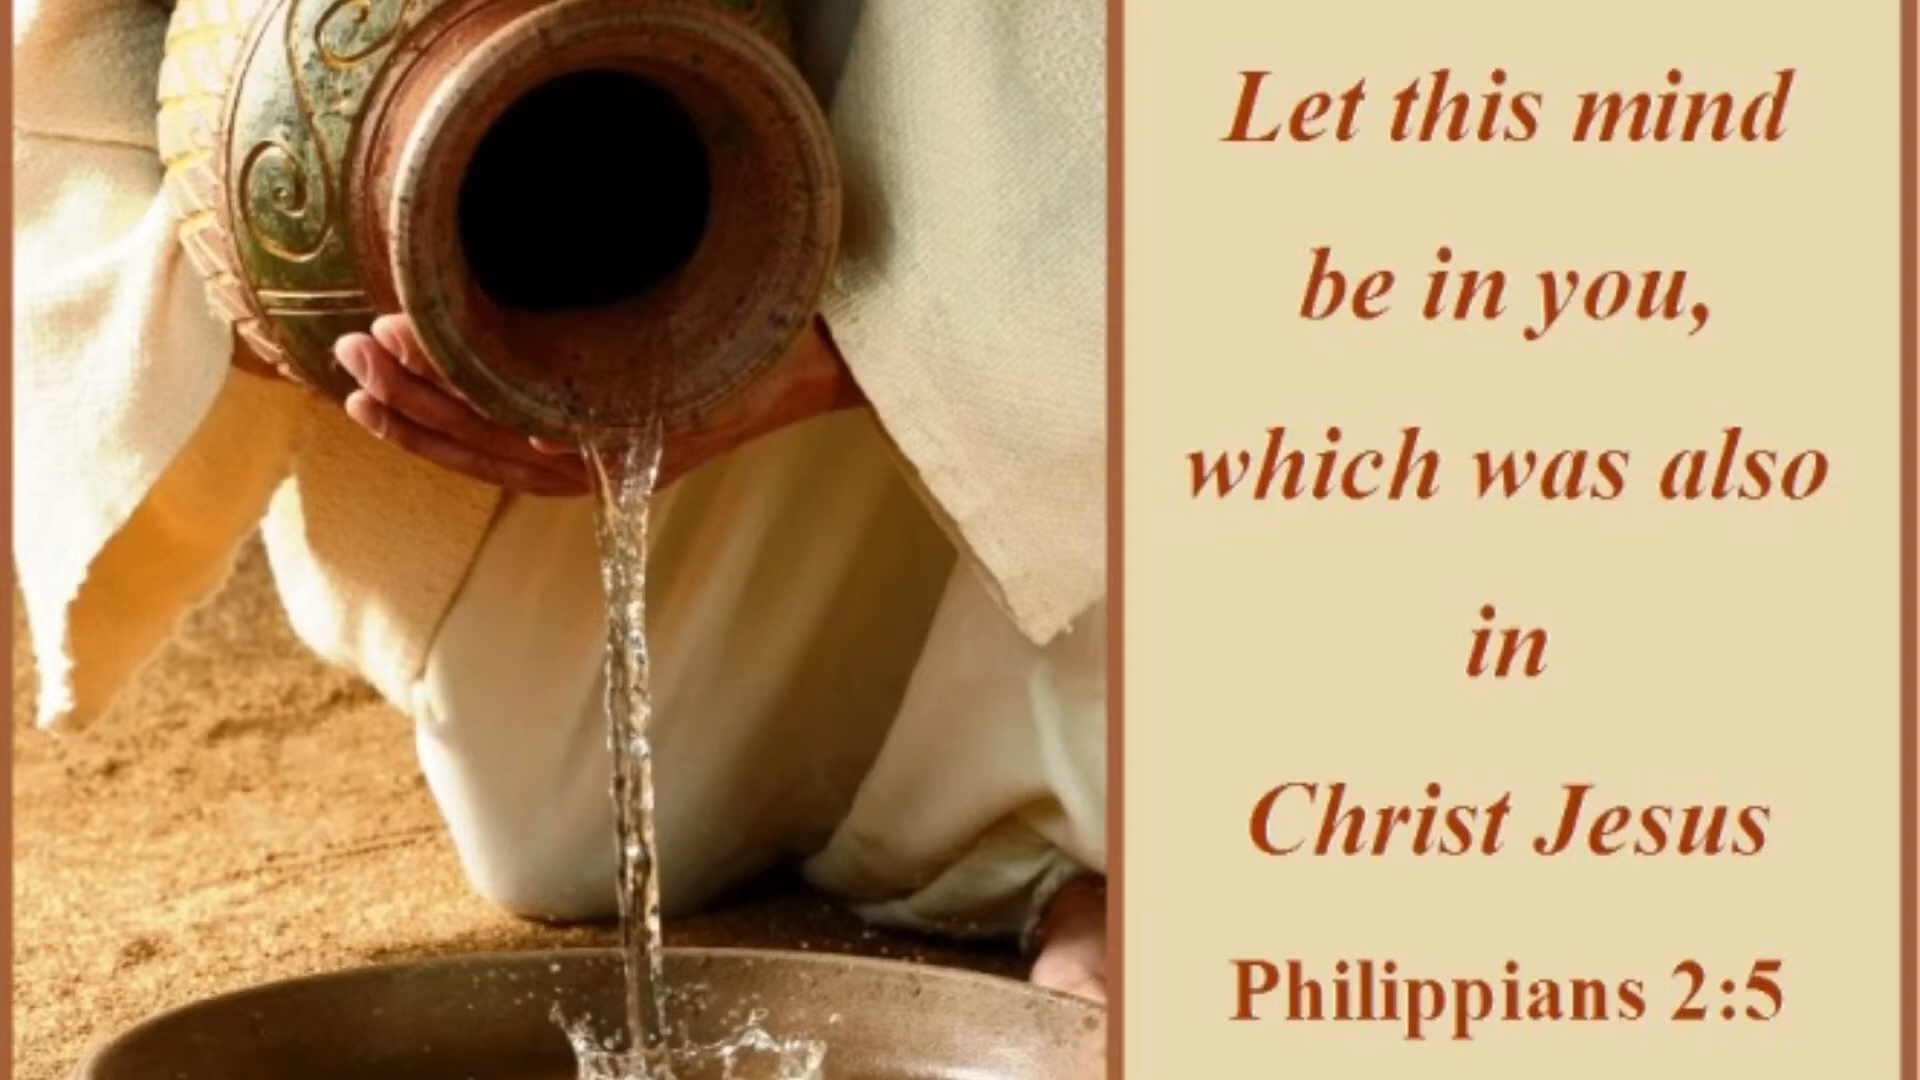 Let this mind
be in you,
which was also
in
Christ Jesus
Philippians 2:5